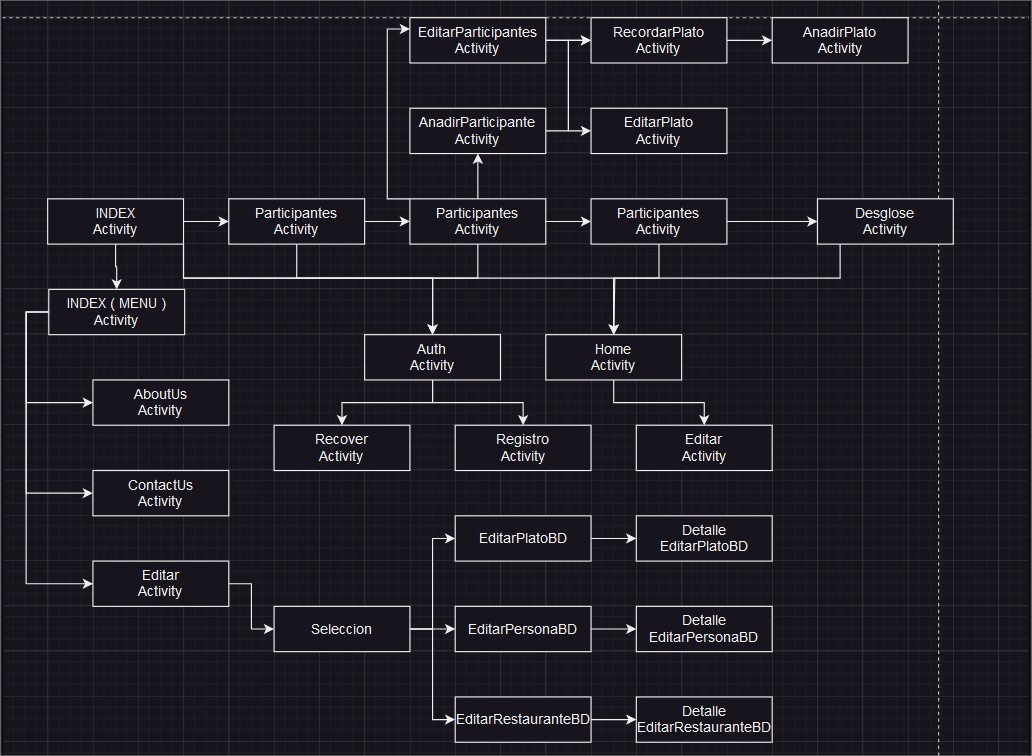 EditarParticipantes
Activity
RecordarPlato
Activity
AnadirPlato
Activity
AnadirParticipante
Activity
EditarPlato
Activity
INDEX
Activity
Participantes
Activity
Participantes
Activity
Participantes
Activity
Desglose
Activity
INDEX ( MENU )
Activity
Auth
Activity
Home
Activity
AboutUs
Activity
Recover
Activity
Registro
Activity
Editar
Activity
ContactUs
Activity
EditarPlatoBD
Detalle
EditarPlatoBD
Editar
Activity
Seleccion
EditarPersonaBD
Detalle
EditarPersonaBD
EditarRestauranteBD
Detalle
EditarRestauranteBD